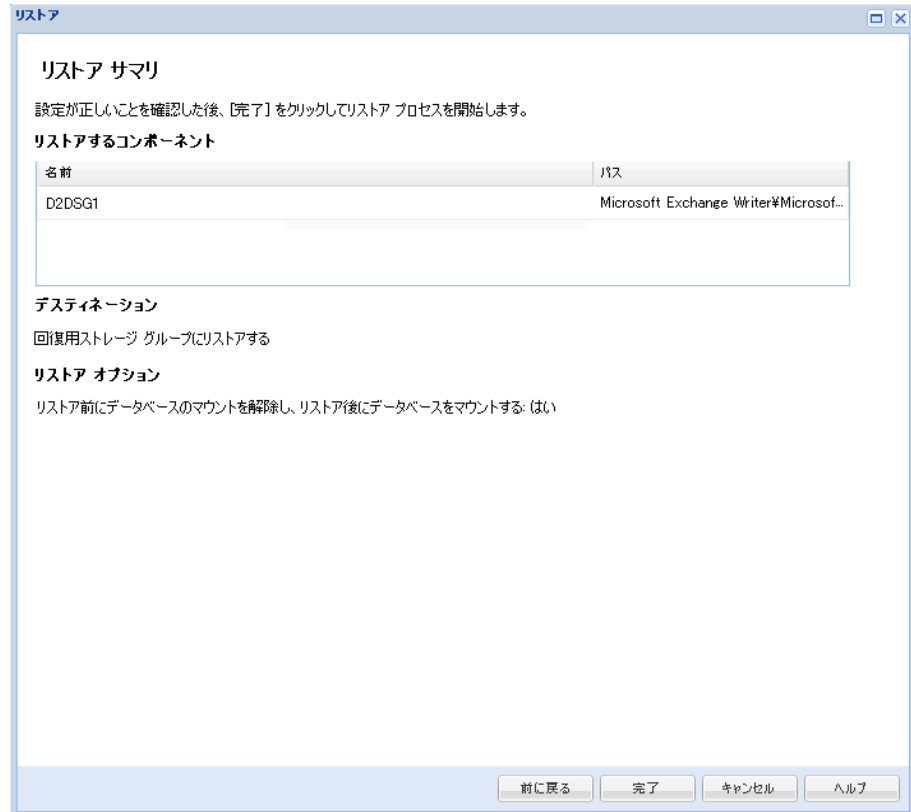 リストア
リストア サマリ
設定が正しいことを確認した後、[完了] をクリックしてリストア プロセスを開始します。
リストアするコンポーネント
名前 パス
D2DSG1 Microsoft Exchange Writer¥Microsof...
デスティネーション
回復用ストレージ グループにリストアする
リストア オプション
リストア前にデータベースのマウントを解除し、リストア後にデータベースをマウントする: はい
前に戻る 完了 キャンセル ヘルプ